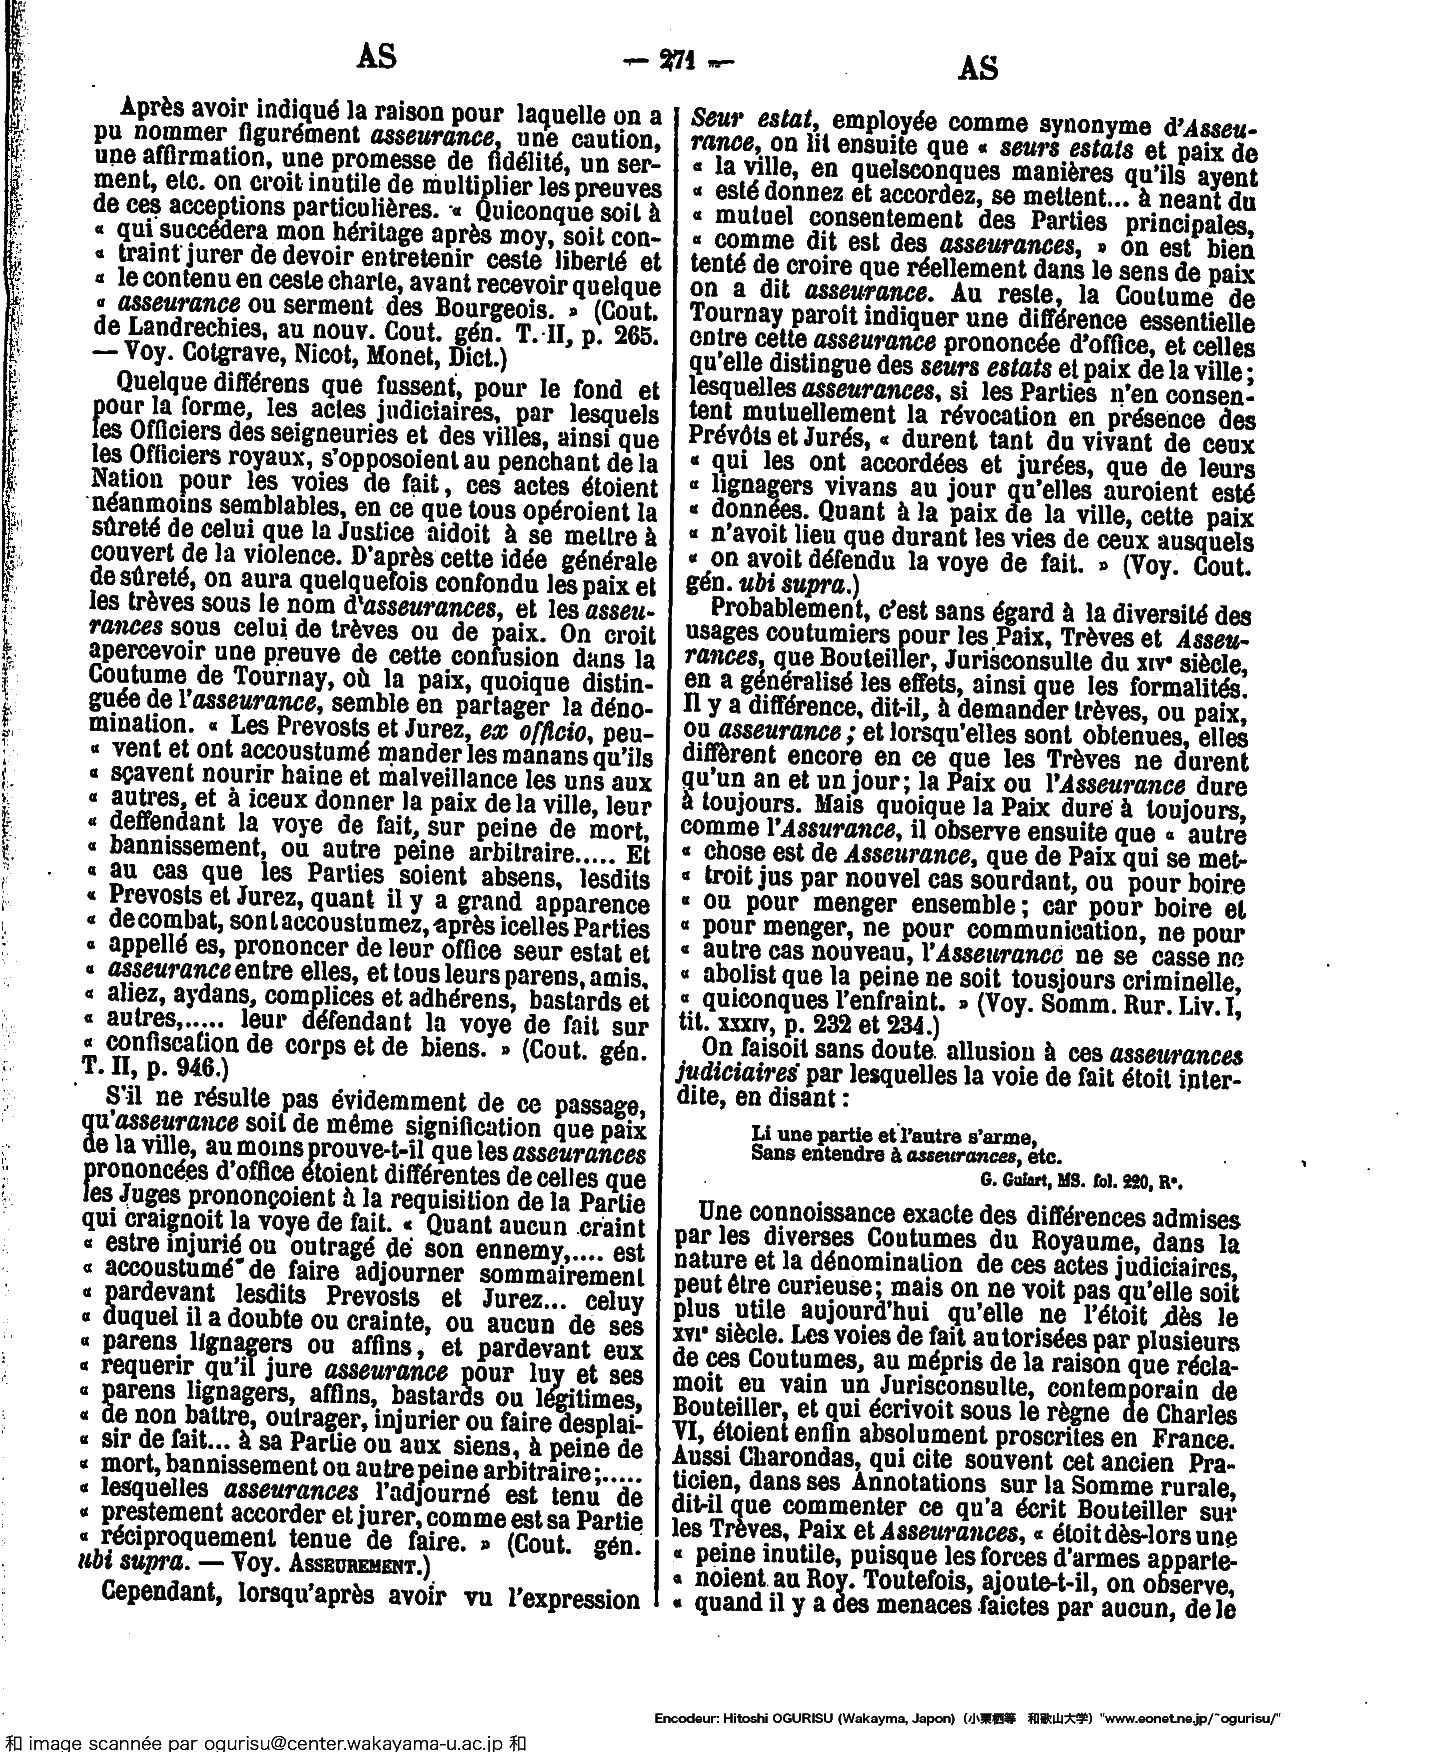 AS
— 271 —
AS
Après avoir indiqué la raison pour laquelle on a
pu nommer figurément asseurance, une caution,
une affirmation, une promesse de fidélité, un ser-
ment, etc. on croit inutile de multiplier les preuves
de ces acceptions particulières. « Quiconque soit à
« qui succédera mon héritage après moy, soit con-
« traint jurer de devoir entretenir ceste liberté et
« le contenu en ceste charte, avant recevoir quelque
« asseurance ou serment des Bourgeois. » (Cout.
de Landrechies, au nouv. Cout. gén. T. II, p. 265.
— Voy. Cotgrave, Nicot, Monet, Dict.)
Quelque différens que fussent, pour le fond et
pour la forme, les actes judiciaires, par lesquels
les Officiers des seigneuries et des villes, ainsi que
les Officiers royaux, s'opposoient au penchant de la
Nation pour les voies de fait, ces actes étoient
néanmoins semblables, en ce que tous opéroient la
sûreté de celui que la Justice aidoit à se mettre à
couvert de la violence. D'après cette idée générale
de sûreté, on aura quelquefois confondu les paix et
les trèves sous le nom d'asseurances, et les asseu-
rances sous celui de trèves ou de paix. On croit
apercevoir une preuve de cette confusion dans la
Coutume de Tournay, où la paix, quoique distin-
guée de l'asseurance, semble en partager la déno-
mination. « Les Prevosts et Jurez, ex officio, peu-
« vent et ont accoustumé mander les manans qu'ils
« sçavent nourir haine et malveillance les uns aux
« autres, et à iceux donner la paix de la ville, leur
« deffendant la voye de fait, sur peine de mort,
« bannissement, ou autre peine arbitraire..... Et
« au cas que les Parties soient absens, lesdits
« Prevosts et Jurez, quant il y a grand apparence
« de combat, sont accoustumez, après icelles Parties
« appellé es, prononcer de leur office seur estat et
« asseurance entre elles, et tous leurs parens, amis,
« aliez, aydans, complices et adhérens, bastards et
« autres,..... leur défendant la voye de fait sur
« confiscation de corps et de biens. » (Cout. gén.
T. II, p. 946.)
S'il ne résulte pas évidemment de ce passage,
qu'asseurance soit de même signification que paix
de la ville, au moins prouve-t-il que les asseurances
prononcées d'office étoient différentes de celles que
les Juges prononçoient à la requisition de la Partie
qui craignoit la voye de fait. « Quant aucun craint
« estre injurié ou outragé de son ennemy,.... est
« accoustumé de faire adjourner sommairement
« pardevant lesdits Prevosts et Jurez... celuy
« duquel il a doubte ou crainte, ou aucun de ses
« parens lignagers ou affins, et pardevant eux
« requerir qu'il jure asseurance pour luy et ses
« parens lignagers, affins, bastards ou légitimes,
« de non battre, outrager, injurier ou faire desplai-
« sir de fait... à sa Partie ou aux siens, à peine de
« mort, bannissement ou autre peine arbitraire;.....
« lesquelles asseurances l'adjourné est tenu de
« prestement accorder et jurer, comme est sa Partie
« réciproquement tenue de faire. » (Cout. gén.
ubi supra. — Voy. ASSEUREMENT.)
Cependant, lorsqu'après avoir vu l'expression
Seur estat, employée comme synonyme d'Asseu-
rance, on lit ensuite que « seurs estats et paix de
« la ville, en quelsconques manières qu'ils ayent
« esté donnez et accordez, se mettent... à neant du
« mutuel consentement des Parties principales,
« comme dit est des asseurances, » on est bien
tenté de croire que réellement dans le sens de paix
on a dit asseurance. Au reste, la Coutume de
Tournay paroit indiquer une différence essentielle
entre cette asseurance prononcée d'office, et celles
qu'elle distingue des seurs estats et paix de la ville;
lesquelles asseurances, si les Parties n'en consen-
tent mutuellement la révocation en présence des
Prévôts et Jurés, « durent tant du vivant de ceux
« qui les ont accordées et jurées, que de leurs
« lignagers vivans au jour qu'elles auroient esté
« données. Quant à la paix de la ville, cette paix
« n'avoit lieu que durant les vies de ceux ausquels
« on avoit défendu la voye de fait. » (Voy. Cout.
gén. ubi supra.)
Probablement, c'est sans égard à la diversité des
usages coutumiers pour les Paix, Trèves et Asseu-
rances, que Bouteiller, Jurisconsulte du XIVe siècle,
en a généralisé les effets, ainsi que les formalités.
Il y a différence, dit-il, à demander trèves, ou paix,
ou asseurance; et lorsqu'elles sont obtenues, elles
diffèrent encore en ce que les Trèves ne durent
qu'un an et un jour; la Paix ou l'Asseurance dure
à toujours. Mais quoique la Paix dure à toujours,
comme l'Assurance, il observe ensuite que « autre
« chose est de Asseurance, que de Paix qui se met-
« troit jus par nouvel cas sourdant, ou pour boire
« ou pour menger ensemble; car pour boire et
« pour menger, ne pour communication, ne pour
« autre cas nouveau, l'Asseurance ne se casse ne
« abolist que la peine ne soit tousjours criminelle,
« quiconques l'enfraint. » (Voy. Somm. Rur. Liv. I,
tit. XXXIV, p. 232 et 234.)
On faisoit sans doute allusion à ces asseurances
judiciaires par lesquelles la voie de fait étoit inter-
dite, en disant :
Li une partie et l'autre s'arme,
Sans entendre à asseurances, etc.
G. Guiart, MS. fol. 220, R°.
Une connoissance exacte des différences admises
par les diverses Coutumes du Royaume, dans la
nature et la dénomination de ces actes judiciaires,
peut être curieuse; mais on ne voit pas qu'elle soit
plus utile aujourd'hui qu'elle ne l'étoit dès le
XVIe siècle. Les voies de fait autorisées par plusieurs
de ces Coutumes, au mépris de la raison que récla-
moit eu vain un Jurisconsulte, contemporain de
Bouteiller, et qui écrivoit sous le règne de Charles
VI, étoient enfin absolument proscrites en France.
Aussi Charondas, qui cite souvent cet ancien Pra-
ticien, dans ses Annotations sur la Somme rurale,
dit-il que commenter ce qu'a écrit Bouteiller sur
les Trèves, Paix et Asseurances, « étoit dès-lors une
« peine inutile, puisque les forces d'armes apparte-
« noient au Roy. Toutefois, ajoute-t-il, on observe,
« quand il y a des menaces faictes par aucun, de le
Encodeur: Hitoshi OGURISU (Wakayma, Japon) (小栗栖等 和歌山大学) "www.eonet.ne.jp/~ogurisu/"
和 image scannée par ogurisu@center.wakayama-u.ac.jp 和